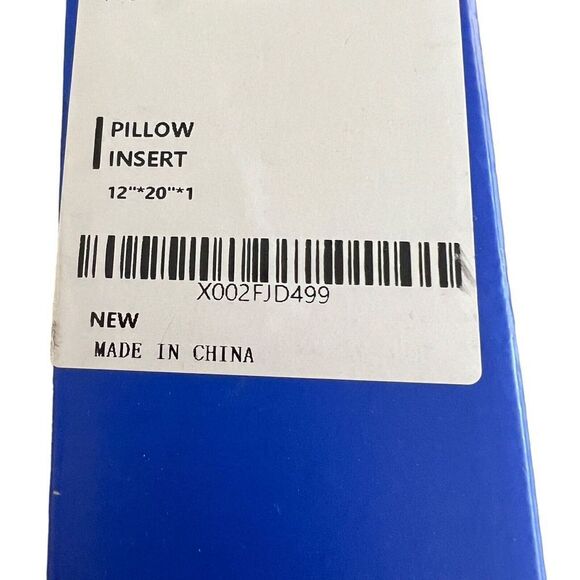 PILLOW
INSERT
12"*20"*1
X002FJD499
NEW
MADE IN CHINA